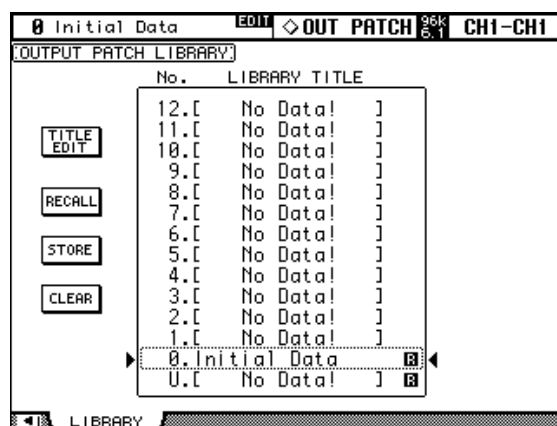 0 Initial Data EDIT ◇OUT PATCH 96k 6.1 CH1-CH1
OUTPUT PATCH LIBRARY
No. LIBRARY TITLE
12.[ No Data! ]
TITLE EDIT
11.[ No Data! ]
10.[ No Data! ]
9.[ No Data! ]
RECALL
8.[ No Data! ]
7.[ No Data! ]
6.[ No Data! ]
STORE
5.[ No Data! ]
4.[ No Data! ]
CLEAR
3.[ No Data! ]
2.[ No Data! ]
1.[ No Data! ]
0.Initial Data R
U.[ No Data! ] R
LIBRARY